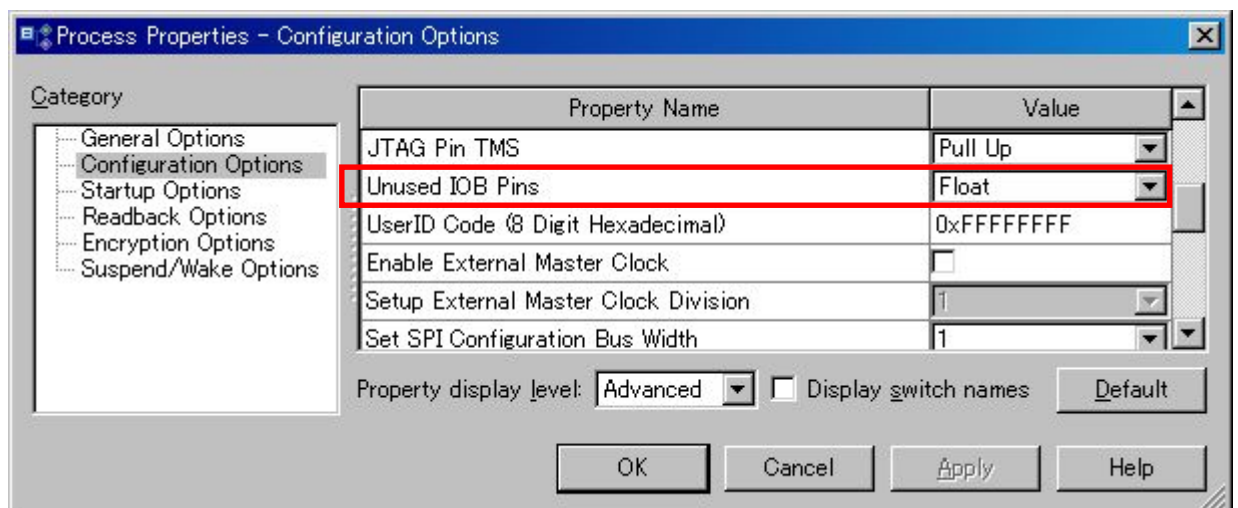 Process Properties - Configuration Options
Category
General Options
Configuration Options
Startup Options
Readback Options
Encryption Options
Suspend/Wake Options
Property Name Value
JTAG Pin TMS Pull Up
Unused IOB Pins Float
UserID Code (8 Digit Hexadecimal) 0xFFFFFFFF
Enable External Master Clock
Setup External Master Clock Division 1
Set SPI Configuration Bus Width 1
Property display level: Advanced Display switch names Default
OK Cancel Apply Help